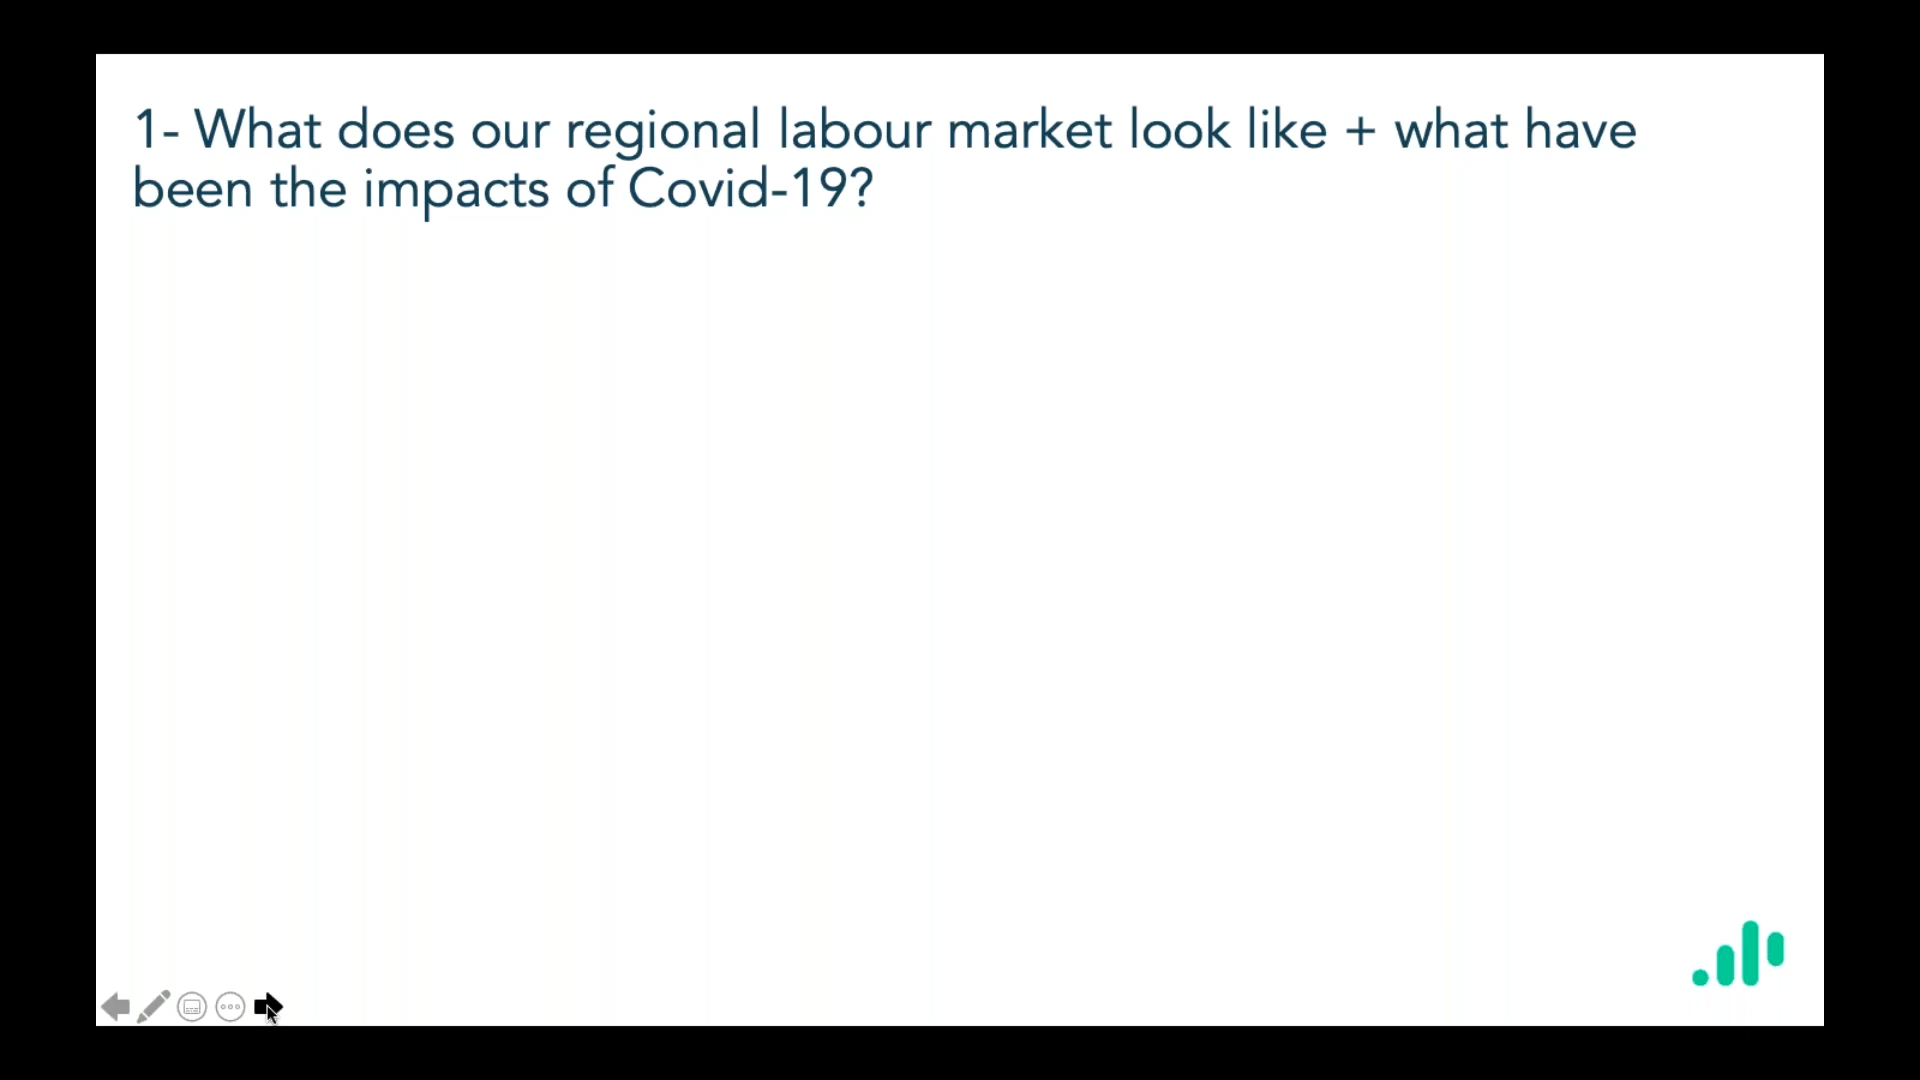 1- What does our regional labour market look like + what have
been the impacts of Covid-19?